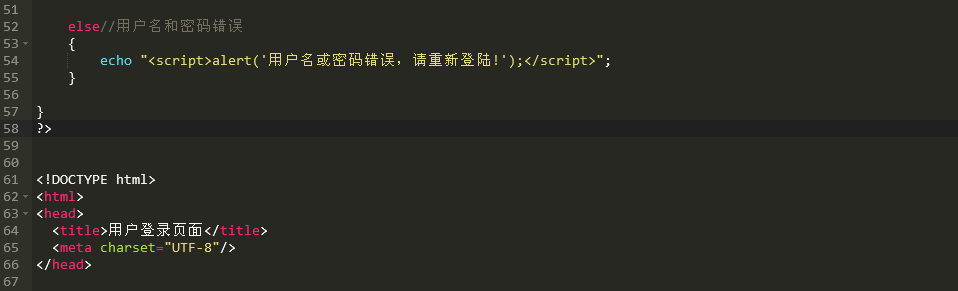 51
52 else//用户名和密码错误
53 {
54 echo "<script>alert('用户名或密码错误，请重新登陆!');</script>";
55 }
56
57 }
58 ?>
59
60
61 <!DOCTYPE html>
62 <html>
63 <head>
64 <title>用户登录页面</title>
65 <meta charset="UTF-8"/>
66 </head>
67